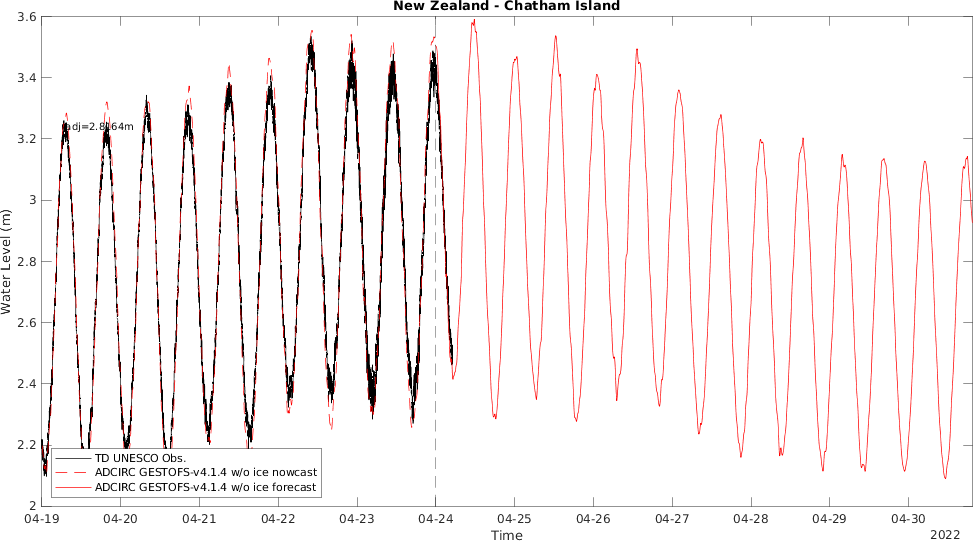 New Zealand - Chatham Island
3.6
3.4
3.2
3
2.8
2.6
2.4
2.2
2
Water Level (m)
adj=2.8164m
TD UNESCO Obs.
ADCIRC GESTOFS-v4.1.4 w/o ice nowcast
ADCIRC GESTOFS-v4.1.4 w/o ice forecast
04-19 04-20 04-21 04-22 04-23 04-24 04-25 04-26 04-27 04-28 04-29 04-30
Time
2022